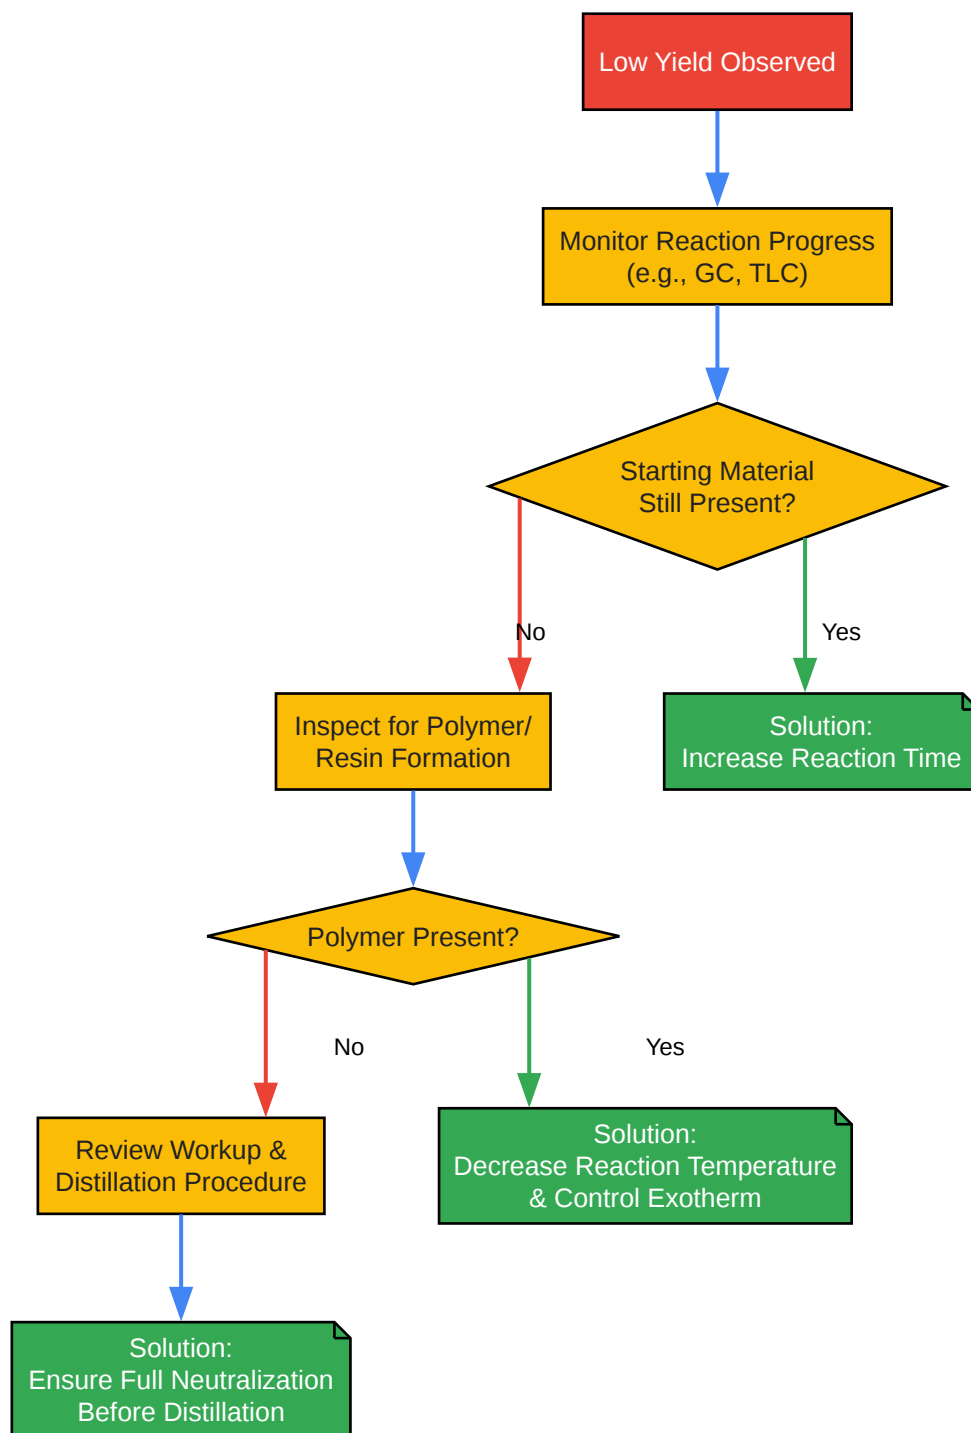 Low Yield Observed
Monitor Reaction Progress
(e.g., GC, TLC)
Starting Material
Still Present?
No
Yes
Inspect for Polymer/
Resin Formation
Solution:
Increase Reaction Time
Polymer Present?
No
Yes
Review Workup &
Distillation Procedure
Solution:
Decrease Reaction Temperature
& Control Exotherm
Solution:
Ensure Full Neutralization
Before Distillation